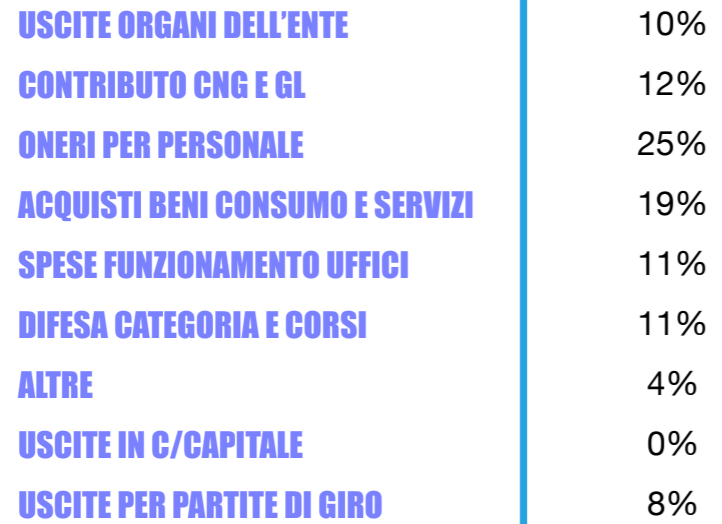 USCITE ORGANI DELL'ENTE 10%
CONTRIBUTO CNG E GL 12%
ONERI PER PERSONALE 25%
ACQUISTI BENI CONSUMO E SERVIZI 19%
SPESE FUNZIONAMENTO UFFICI 11%
DIFESA CATEGORIA E CORSI 11%
ALTRE 4%
USCITE IN C/CAPITALE 0%
USCITE PER PARTITE DI GIRO 8%